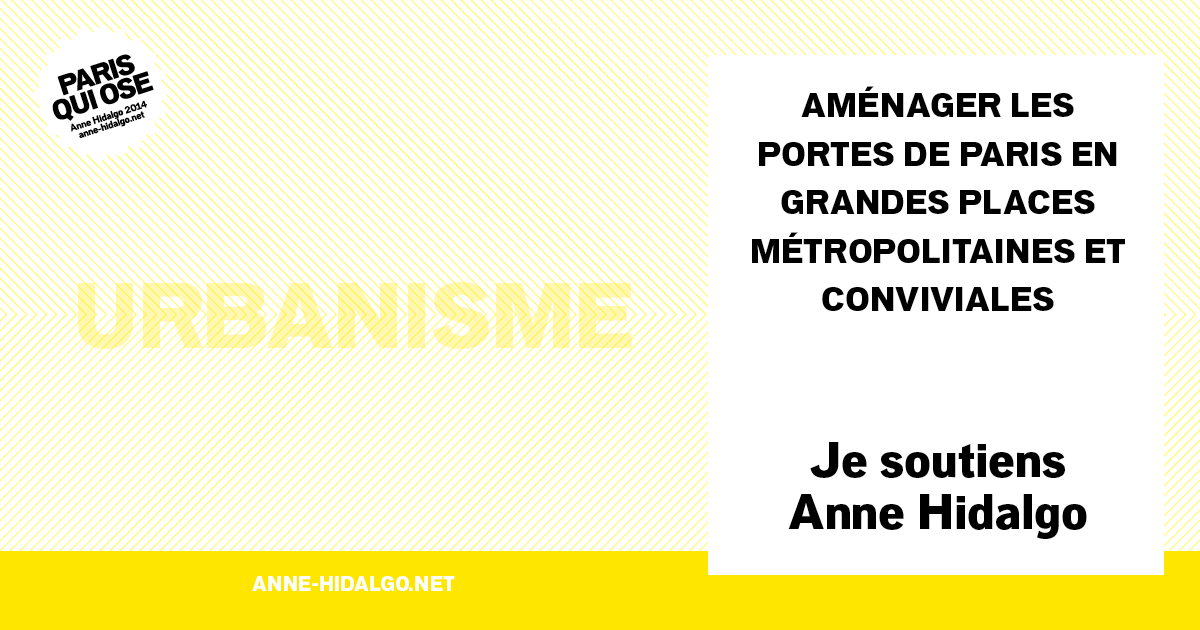 PARIS
QUI OSE
Anne Hidalgo 2014
anne-hidalgo.net
URBANISME
AMÉNAGER LES
PORTES DE PARIS EN
GRANDES PLACES
MÉTROPOLITAINES ET
CONVIVIALES
Je soutiens
Anne Hidalgo
ANNE-HIDALGO.NET